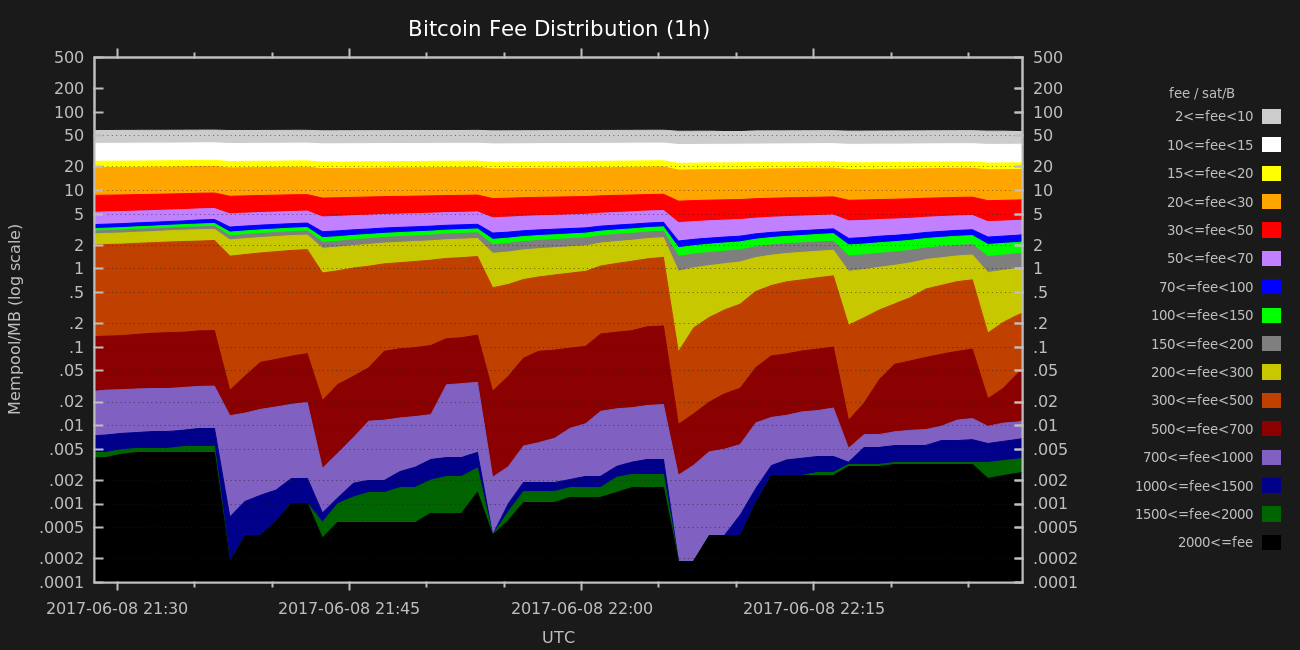 Bitcoin Fee Distribution (1h)
500
200
100
50
20
10
5
2
1
.5
.2
.1
.05
.02
.01
.005
.002
.001
.0005
.0002
.0001
Mempool/MB (log scale)
500
200
100
50
20
10
5
2
1
.5
.2
.1
.05
.02
.01
.005
.002
.001
.0005
.0002
.0001
2017-06-08 21:30
2017-06-08 21:45
2017-06-08 22:00
2017-06-08 22:15
UTC
fee / sat/B
2<=fee<10
10<=fee<15
15<=fee<20
20<=fee<30
30<=fee<50
50<=fee<70
70<=fee<100
100<=fee<150
150<=fee<200
200<=fee<300
300<=fee<500
500<=fee<700
700<=fee<1000
1000<=fee<1500
1500<=fee<2000
2000<=fee